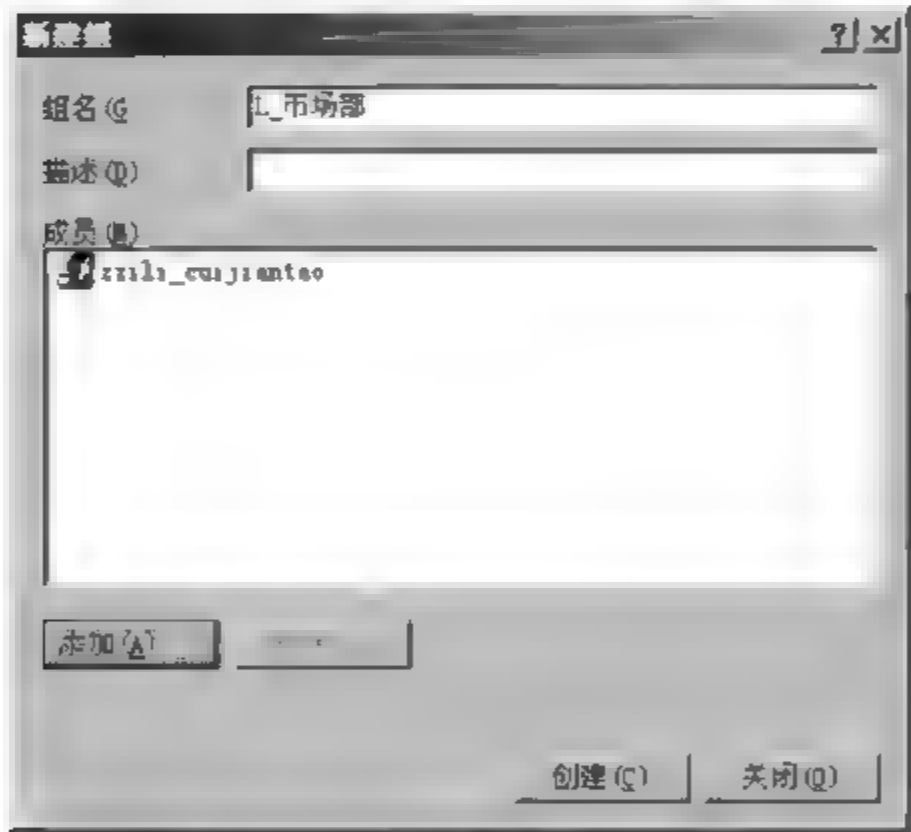 新建组
组名(G
L_市场部
描述(D)
成员(M)
zzili_cuijiantao
添加(A)
创建(C)
关闭(O)